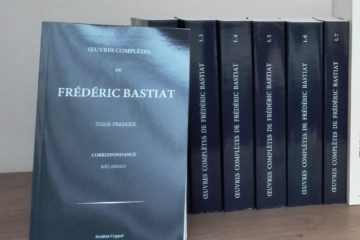 ŒUVRES COMPLÈTES
DE
FRÉDÉRIC BASTIAT
TOME PREMIER
CORRESPONDANCE
MÉLANGES
Institut Coppet
ŒUVRES COMPLÈTES DE FRÉDÉRIC BASTIAT t. 3
ŒUVRES COMPLÈTES DE FRÉDÉRIC BASTIAT t. 4
ŒUVRES COMPLÈTES DE FRÉDÉRIC BASTIAT t. 5
ŒUVRES COMPLÈTES DE FRÉDÉRIC BASTIAT t. 6
ŒUVRES COMPLÈTES DE FRÉDÉRIC BASTIAT t. 7